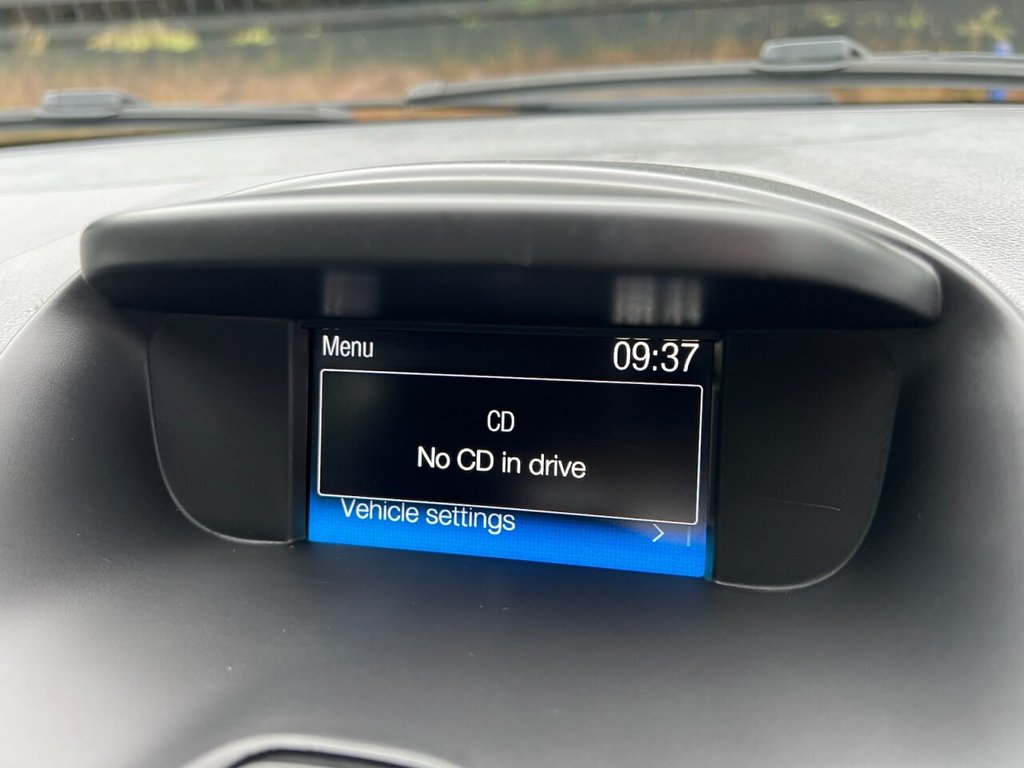 Menu
09:37
CD
No CD in drive
Vehicle settings